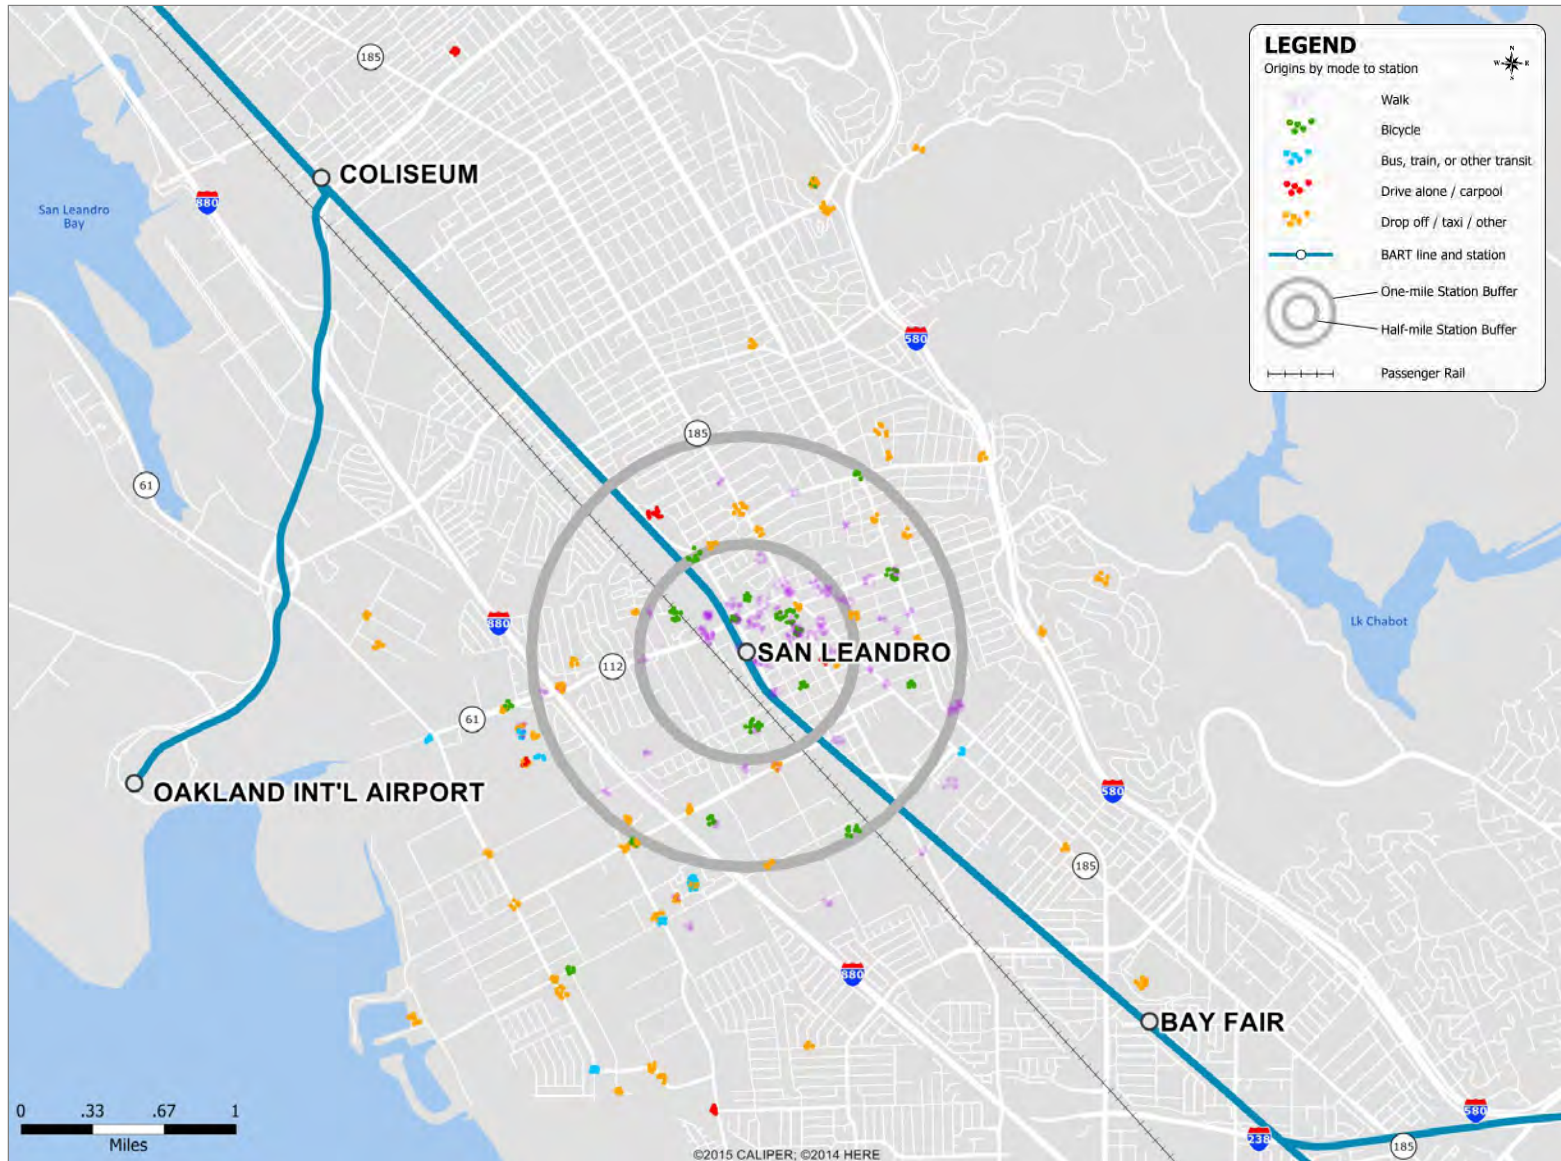 LEGEND
Origins by mode to station
N
W
E
S
Walk
Bicycle
Bus, train, or other transit
Drive alone / carpool
Drop off / taxi / other
BART line and station
One-mile Station Buffer
Half-mile Station Buffer
Passenger Rail
185
COLISEUM
880
San Leandro
Bay
580
185
61
880
Lk Chabot
112
SAN LEANDRO
61
OAKLAND INT'L AIRPORT
580
185
880
BAY FAIR
0 .33 .67 1
Miles
580
238
185
©2015 CALIPER; ©2014 HERE